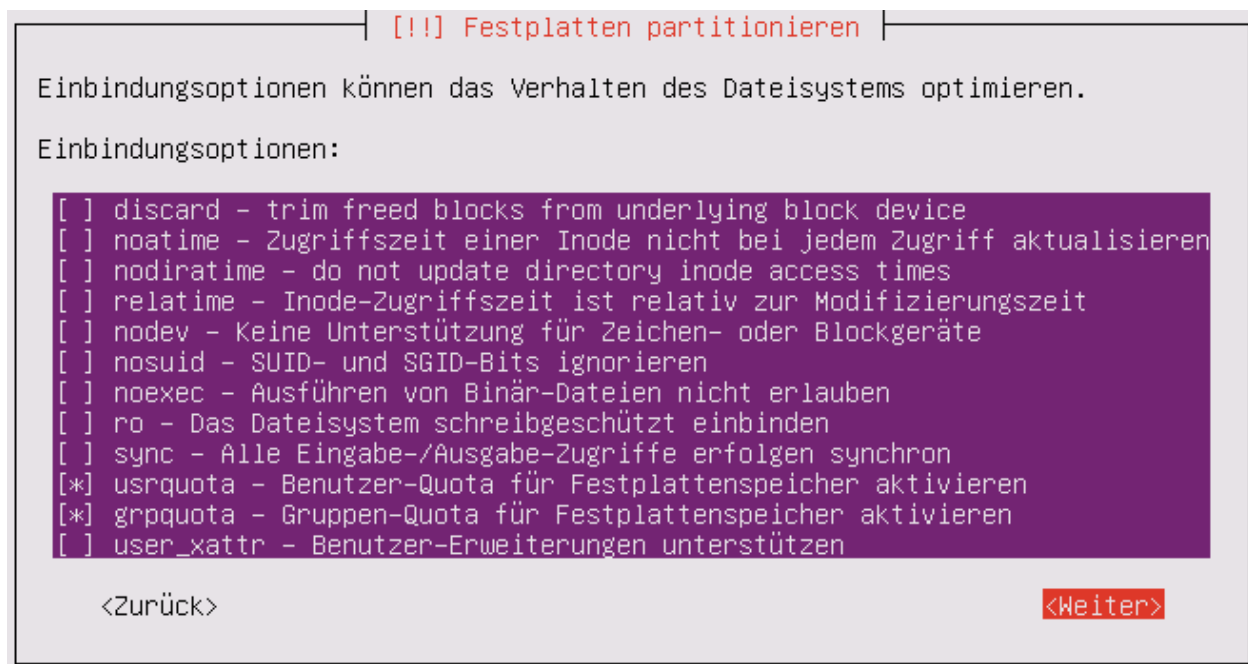 [!!] Festplatten partitionieren
Einbindungsoptionen können das Verhalten des Dateisystems optimieren.
Einbindungsoptionen:
[ ] discard – trim freed blocks from underlying block device
[ ] noatime – Zugriffszeit einer Inode nicht bei jedem Zugriff aktualisieren
[ ] nodiratime – do not update directory inode access times
[ ] relatime – Inode-Zugriffszeit ist relativ zur Modifizierungszeit
[ ] nodev – Keine Unterstützung für Zeichen- oder Blockgeräte
[ ] nosuid – SUID- und SGID-Bits ignorieren
[ ] noexec – Ausführen von Binär-Dateien nicht erlauben
[ ] ro – Das Dateisystem schreibgeschützt einbinden
[ ] sync – Alle Eingabe-/Ausgabe-Zugriffe erfolgen synchron
[*] usrquota – Benutzer-Quota für Festplattenspeicher aktivieren
[*] grpquota – Gruppen-Quota für Festplattenspeicher aktivieren
[ ] user_xattr – Benutzer-Erweiterungen unterstützen
<Zurück> <Weiter>